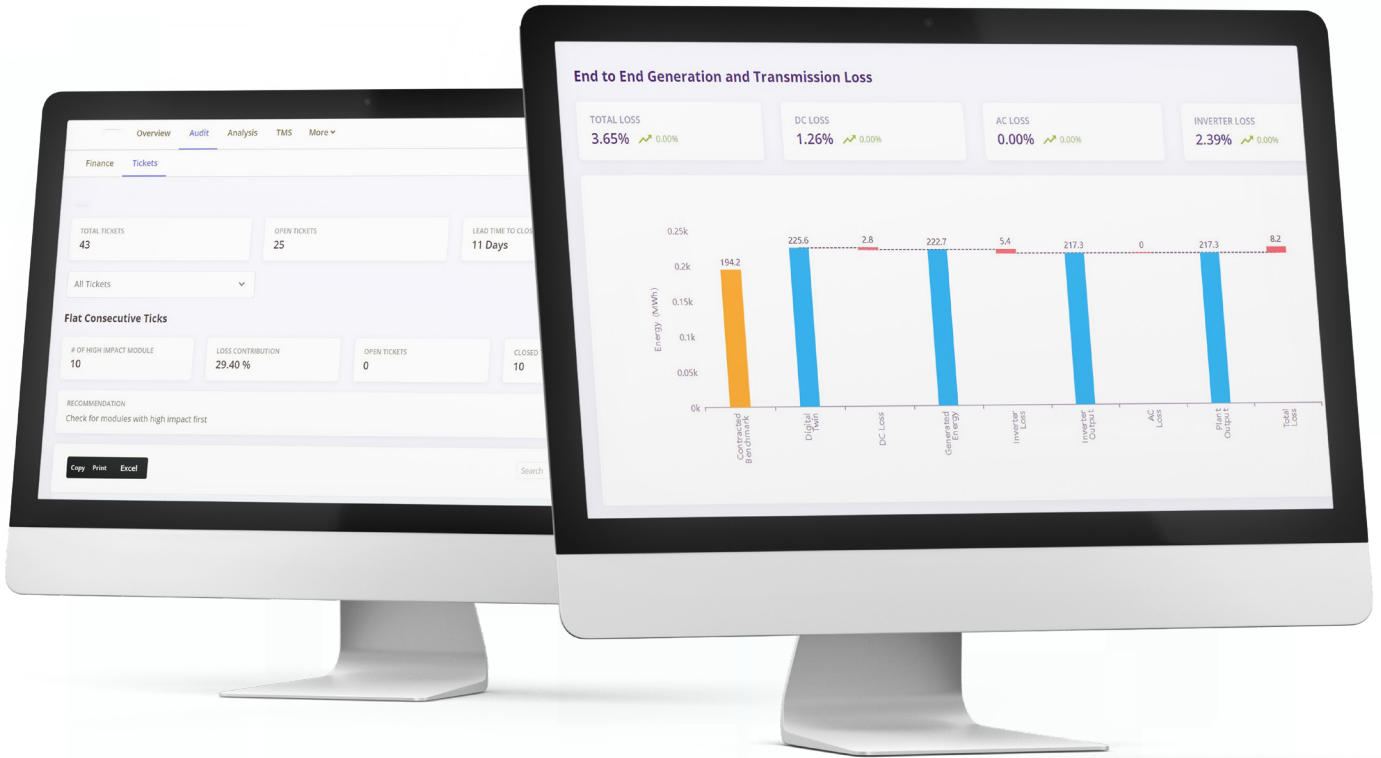 Overview Audit Analysis TMS More
Finance Tickets
TOTAL TICKETS
43
OPEN TICKETS
25
LEAD TIME TO
11 Days
All Tickets
Flat Consecutive Ticks
# OF HIGH IMPACT MODULE
10
LOSS CONTRIBUTION
29.40 %
OPEN TICKETS
0
CLOSED
10
RECOMMENDATION
Check for modules with high impact first
Copy Print Excel
Search
End to End Generation and Transmission Loss
TOTAL LOSS
3.65% 0.00%
DC LOSS
1.26% 0.00%
AC LOSS
0.00% 0.00%
INVERTER LOSS
2.39% 0.00%
Energy (MWh)
0.25k
0.2k
0.15k
0.1k
0.05k
0k
194.2
225.6
2.8
222.7
5.4
217.3
0
217.3
8.2
Contracted
Benchmark
Digital
Twin
DC Loss
Generated
Energy
Inverter
Loss
Inverter
Output
AC
Loss
Plant
Output
Total
Loss